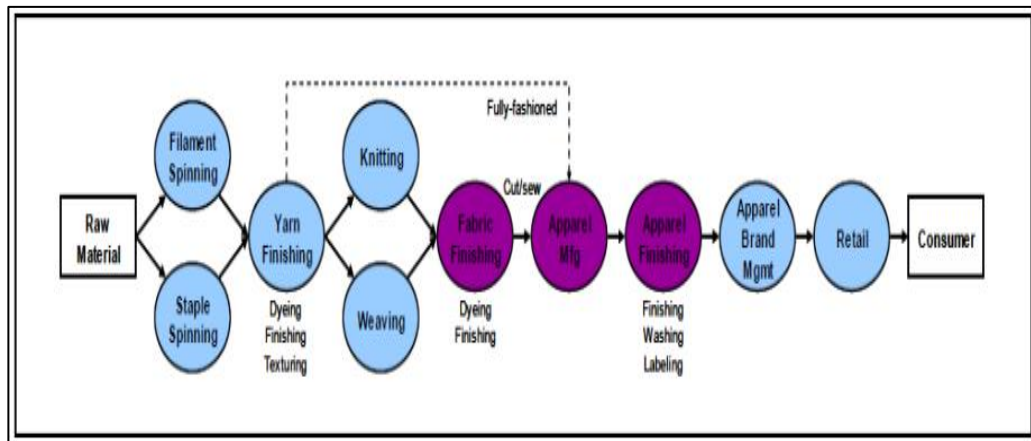 Fully-fashioned
Filament
Spinning
Knitting
Cut/sew
Raw
Material
Yarn
Finishing
Fabric
Finishing
Apparel
Mfg
Apparel
Finishing
Apparel
Brand
Mgmt
Retail
Consumer
Staple
Spinning
Weaving
Dyeing
Finishing
Texturing
Dyeing
Finishing
Finishing
Washing
Labeling